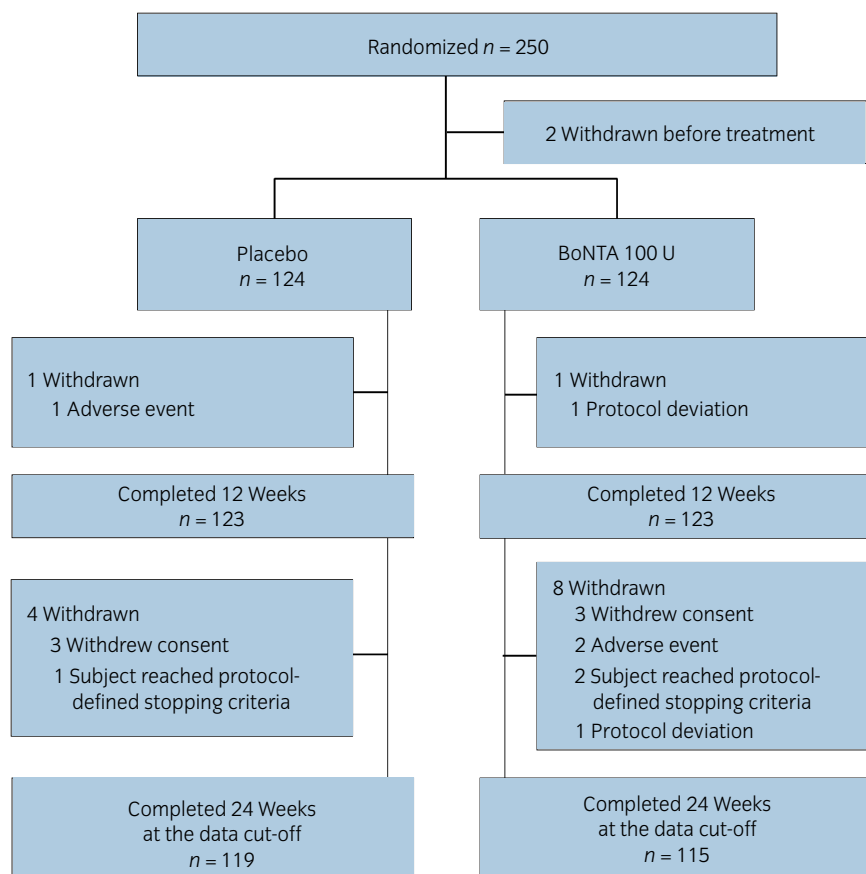 Randomized n = 250
2 Withdrawn before treatment
Placebo
n = 124
BoNTA 100 U
n = 124
1 Withdrawn
1 Adverse event
1 Withdrawn
1 Protocol deviation
Completed 12 Weeks
n = 123
Completed 12 Weeks
n = 123
4 Withdrawn
3 Withdrew consent
1 Subject reached protocol-
defined stopping criteria
8 Withdrawn
3 Withdrew consent
2 Adverse event
2 Subject reached protocol-
defined stopping criteria
1 Protocol deviation
Completed 24 Weeks
at the data cut-off
n = 119
Completed 24 Weeks
at the data cut-off
n = 115